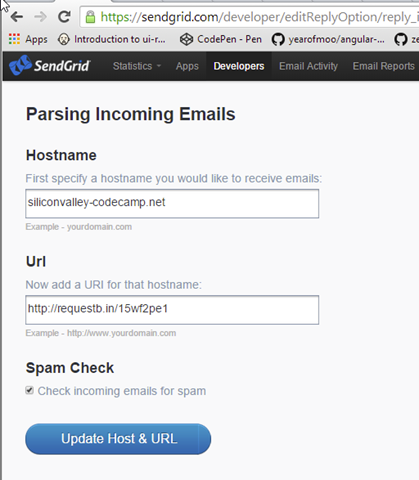 https://sendgrid.com/developer/editReplyOption/reply_
Apps Introduction to ui-r... CodePen - Pen yearofmoo/angular-...
SendGrid Statistics Apps Developers Email Activity Email Reports
Parsing Incoming Emails
Hostname
First specify a hostname you would like to receive emails:
siliconvalley-codecamp.net
Example - yourdomain.com
Url
Now add a URI for that hostname:
http://requestb.in/15wf2pe1
Example - http://www.yourdomain.com
Spam Check
Check incoming emails for spam
Update Host & URL